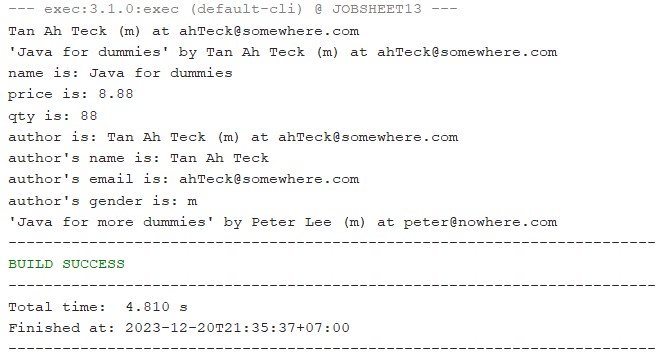 --- exec:3.1.0:exec (default-cli) @ JOBSHEET13 ---
Tan Ah Teck (m) at ahTeck@somewhere.com
'Java for dummies' by Tan Ah Teck (m) at ahTeck@somewhere.com
name is: Java for dummies
price is: 8.88
qty is: 88
author is: Tan Ah Teck (m) at ahTeck@somewhere.com
author's name is: Tan Ah Teck
author's email is: ahTeck@somewhere.com
author's gender is: m
'Java for more dummies' by Peter Lee (m) at peter@nowhere.com
------------------------------------------------------------------------
BUILD SUCCESS
------------------------------------------------------------------------
Total time:  4.810 s
Finished at: 2023-12-20T21:35:37+07:00
------------------------------------------------------------------------